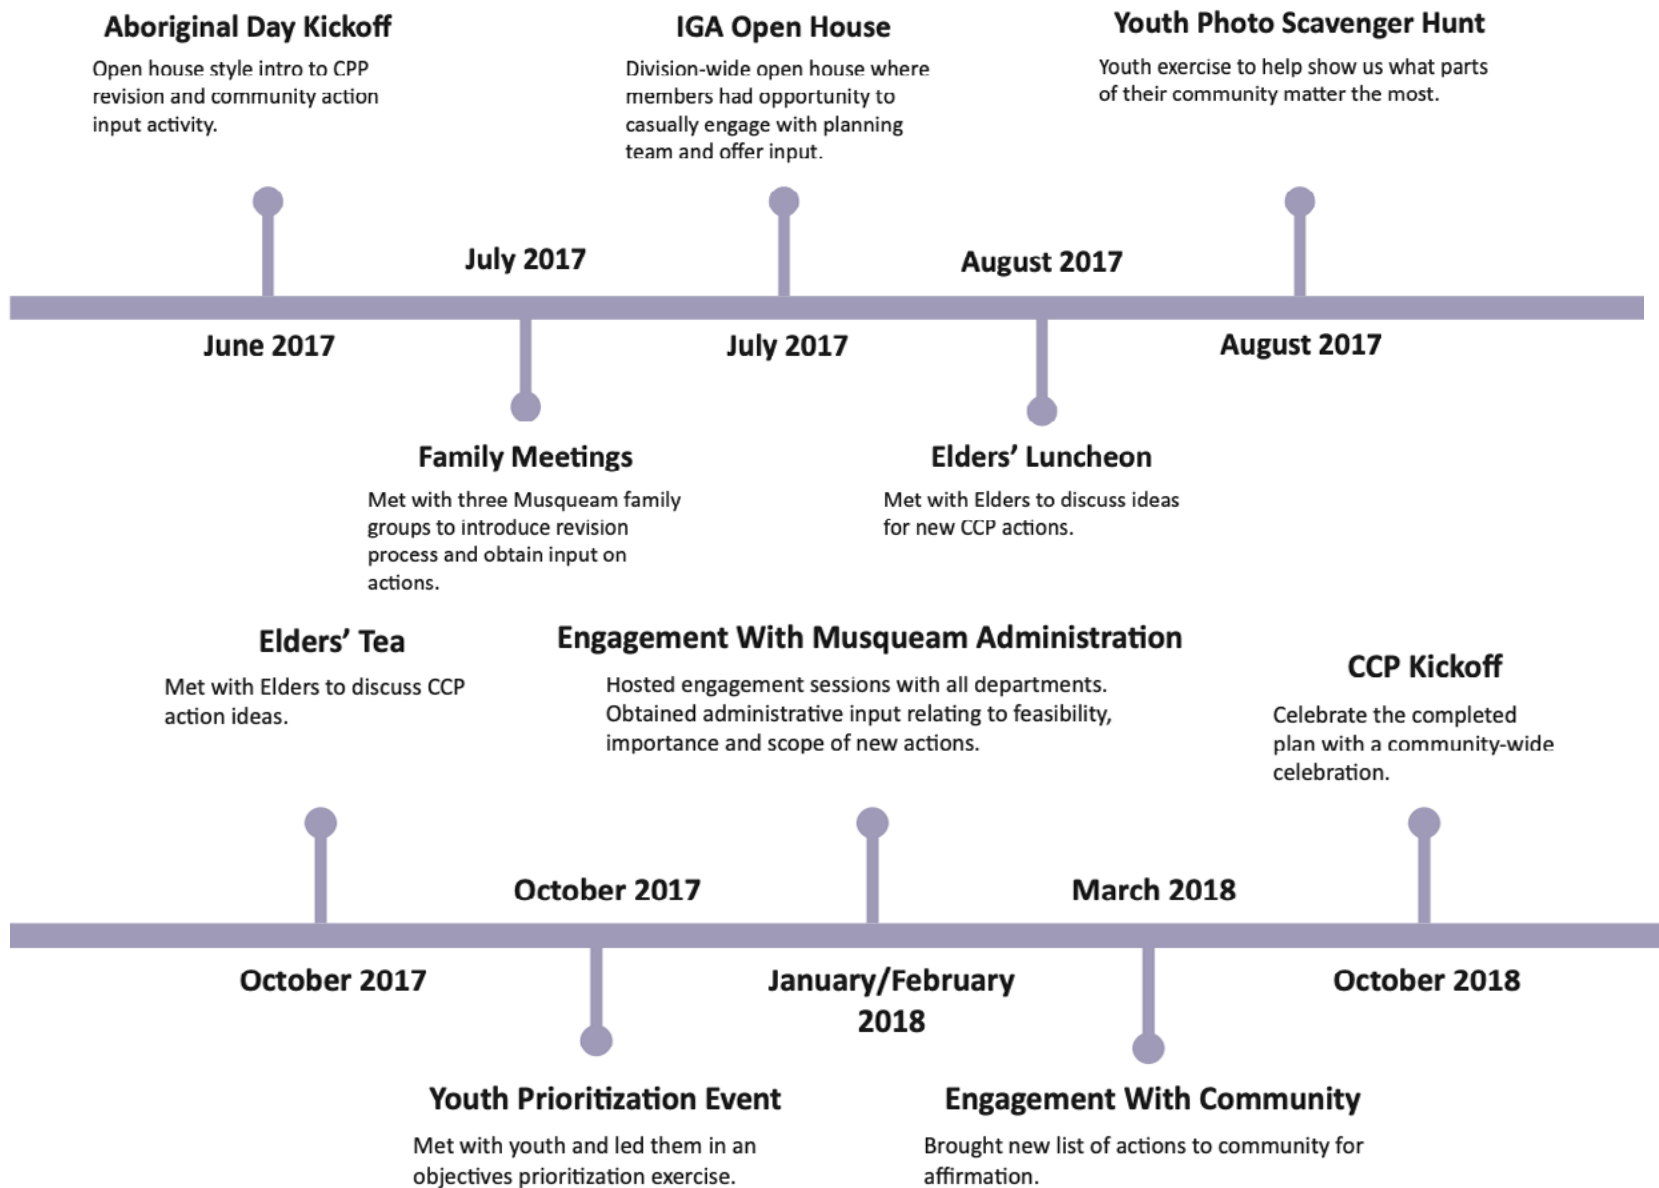 Aboriginal Day Kickoff
Open house style intro to CPP
revision and community action
input activity.
IGA Open House
Division-wide open house where
members had opportunity to
casually engage with planning
team and offer input.
Youth Photo Scavenger Hunt
Youth exercise to help show us what parts
of their community matter the most.
July 2017
August 2017
June 2017
July 2017
August 2017
Family Meetings
Met with three Musqueam family
groups to introduce revision
process and obtain input on
actions.
Elders’ Luncheon
Met with Elders to discuss ideas
for new CCP actions.
Elders’ Tea
Met with Elders to discuss CCP
action ideas.
Engagement With Musqueam Administration
Hosted engagement sessions with all departments.
Obtained administrative input relating to feasibility,
importance and scope of new actions.
CCP Kickoff
Celebrate the completed
plan with a community-wide
celebration.
October 2017
March 2018
October 2017
January/February
2018
October 2018
Youth Prioritization Event
Met with youth and led them in an
objectives prioritization exercise.
Engagement With Community
Brought new list of actions to community for
affirmation.